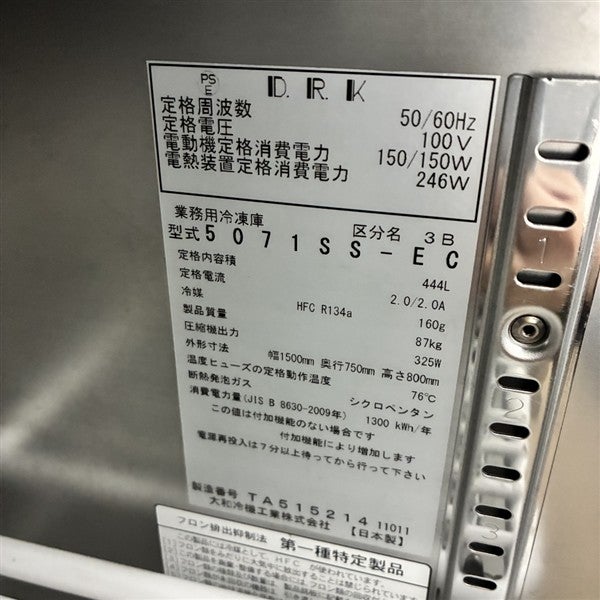 PS
E
D. R. K
定格周波数 50/60Hz
定格電圧 100V
電動機定格消費電力 150/150W
電熱装置定格消費電力 246W
業務用冷凍庫 区分名 3B
型式 5071SS-EC
定格内容積 444L
定格電流 2.0/2.0A
冷媒 HFC R134a 160g
製品質量 87kg
圧縮機出力 325W
外形寸法 幅1500mm 奥行750mm 高さ800mm
温度ヒューズの定格動作温度 76℃
断熱発泡ガス シクロペンタン
消費電力量(JIS B 8630-2009年) 1300 kWh/年
この値は付加機能のない場合です
付加機能により増加します
電源再投入は7分以上待ってから行って下さい
製造番号 TA515214 11011
大和冷機工業株式会社 【日本製】
フロン排出抑制法 第一種特定製品
1
2
3